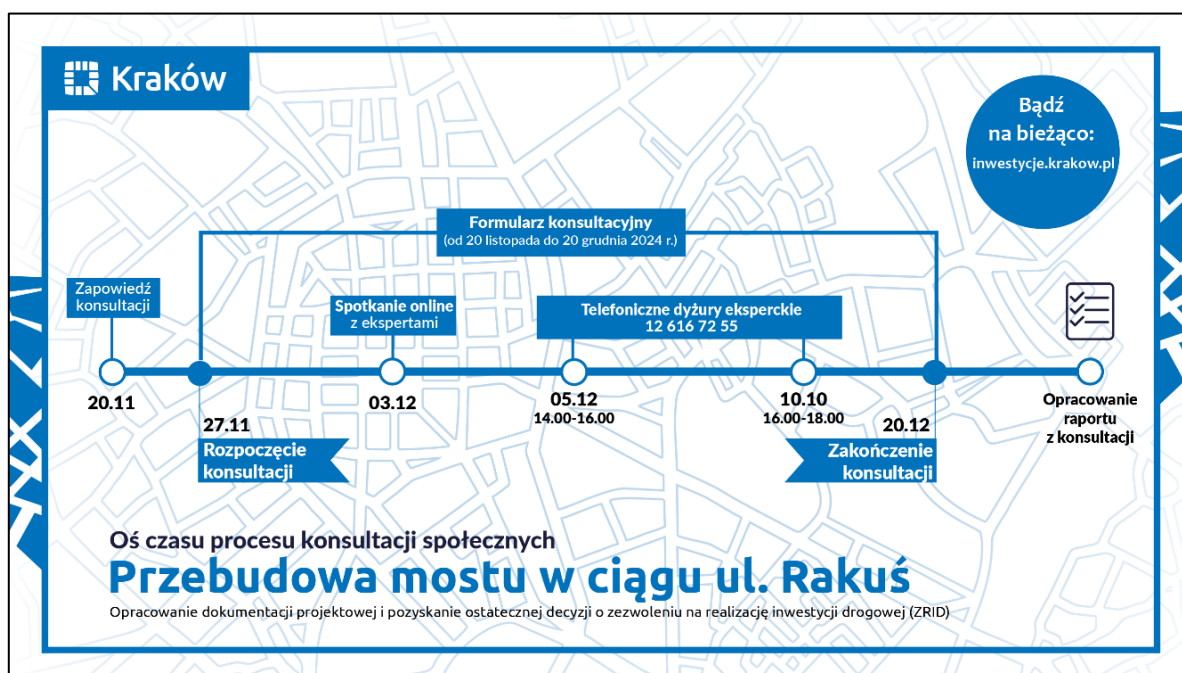 Kraków
Bądź
na bieżąco:
inwestycje.krakow.pl
Formularz konsultacyjny
(od 20 listopada do 20 grudnia 2024 r.)
Zapowiedź
konsultacji
Spotkanie online
z ekspertami
Telefoniczne dyżury eksperckie
12 616 72 55
20.11
27.11
Rozpoczęcie
konsultacji
03.12
05.12
14.00-16.00
10.10
16.00-18.00
20.12
Zakończenie
konsultacji
Opracowanie
raportu
z konsultacji
Oś czasu procesu konsultacji społecznych
Przebudowa mostu w ciągu ul. Rakuś
Opracowanie dokumentacji projektowej i pozyskanie ostatecznej decyzji o zezwoleniu na realizację inwestycji drogowej (ZRID)